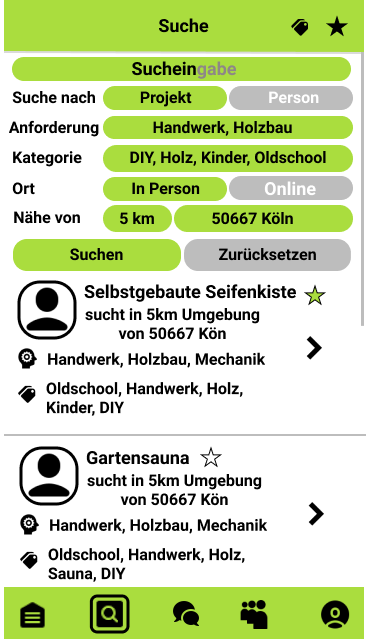 Suche
Sucheingabe
Suche nach Projekt Person
Anforderung Handwerk, Holzbau
Kategorie DIY, Holz, Kinder, Oldschool
Ort In Person Online
Nähe von 5 km 50667 Köln
Suchen Zurücksetzen
Selbstgebaute Seifenkiste
sucht in 5km Umgebung
von 50667 Kön
Handwerk, Holzbau, Mechanik
Oldschool, Handwerk, Holz,
Kinder, DIY
Gartensauna
sucht in 5km Umgebung
von 50667 Kön
Handwerk, Holzbau, Mechanik
Oldschool, Handwerk, Holz,
Sauna, DIY